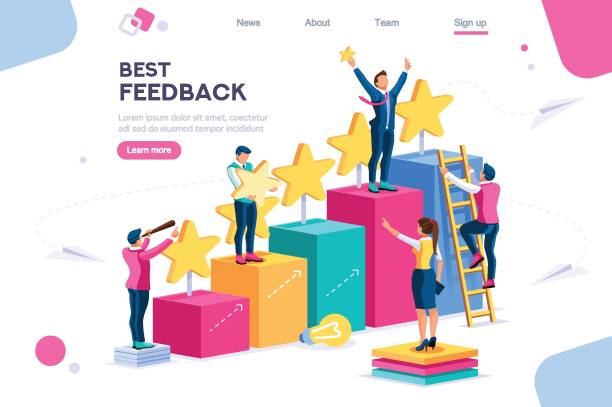 News About Team Sign up
BEST
FEEDBACK
Lorem ipsum dolor sit amet, coectetur
adi sed do eiusmod tempor incididunt
Learn more